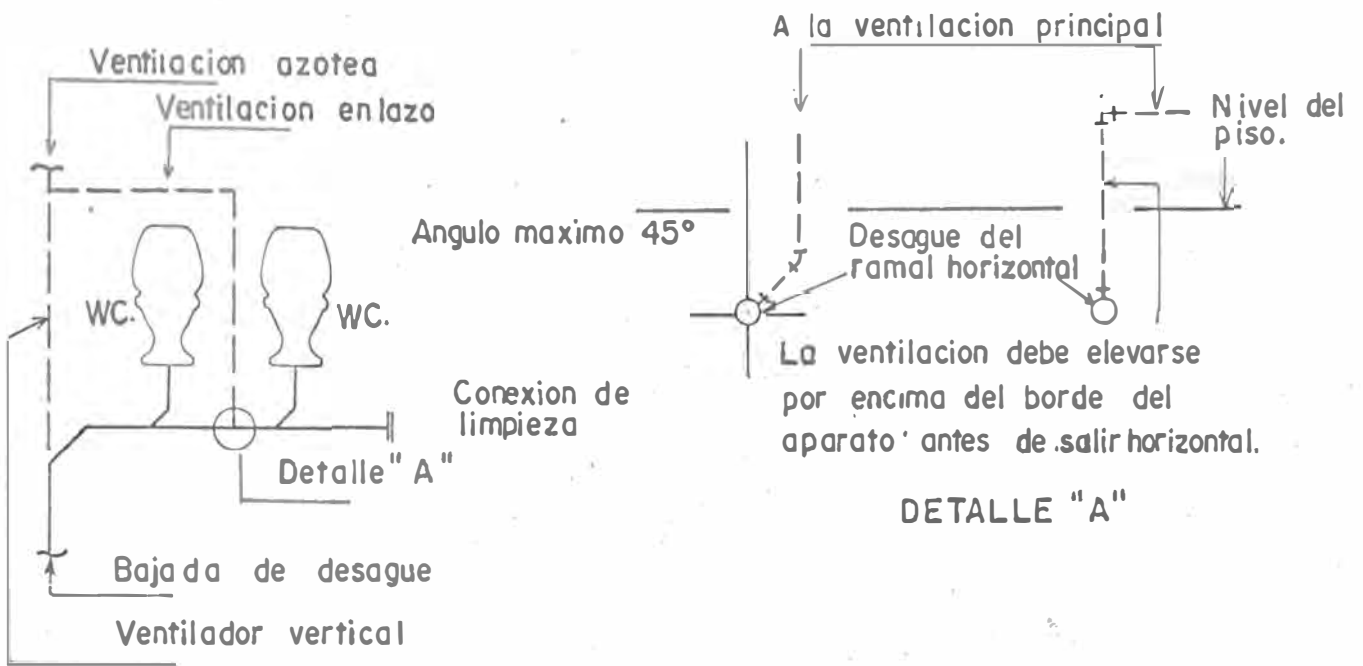 Ventilacion azotea
Ventilacion en lazo
WC.
WC.
Conexion de
limpieza
Detalle "A"
Bajada de desague
Ventilador vertical
A la ventilacion principal
Nivel del
piso.
Angulo maximo 45°
Desague del
ramal horizontal
La ventilacion debe elevarse
por encima del borde del
aparato antes de salir horizontal.
DETALLE "A"